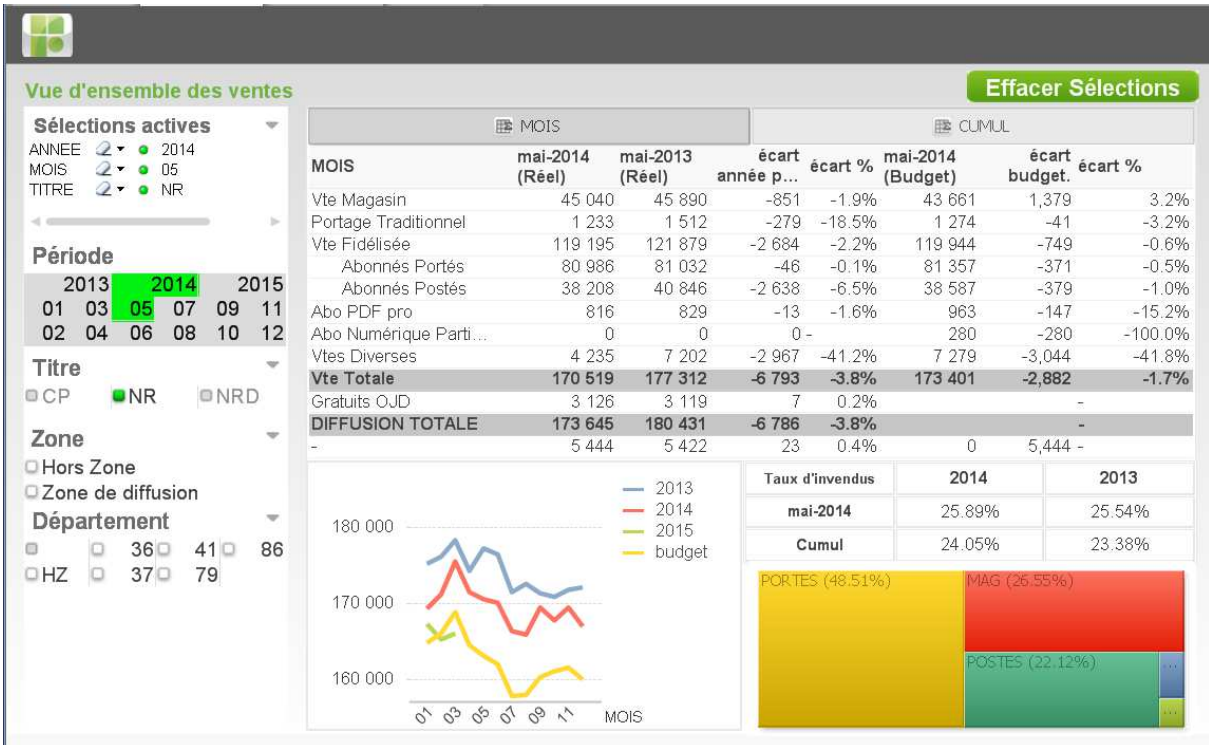 Vue d'ensemble des ventes
Effacer Sélections
Sélections actives
ANNEE 2014
MOIS 05
TITRE NR
Période
2013 2014 2015
01 03 05 07 09 11
02 04 06 08 10 12
Titre
CP NR NRD
Zone
Hors Zone
Zone de diffusion
Département
36 41 86
HZ 37 79
MOIS CUMUL
MOIS mai-2014 (Réel) mai-2013 (Réel) écart année p... écart % mai-2014 (Budget) écart budget. écart %
Vte Magasin 45 040 45 890 -851 -1.9% 43 661 1,379 3.2%
Portage Traditionnel 1 233 1 512 -279 -18.5% 1 274 -41 -3.2%
Vte Fidélisée 119 195 121 879 -2 684 -2.2% 119 944 -749 -0.6%
Abonnés Portés 80 986 81 032 -46 -0.1% 81 357 -371 -0.5%
Abonnés Postés 38 208 40 846 -2 638 -6.5% 38 587 -379 -1.0%
Abo PDF pro 816 829 -13 -1.6% 963 -147 -15.2%
Abo Numérique Parti... 0 0 0 - 280 -280 -100.0%
Vtes Diverses 4 235 7 202 -2 967 -41.2% 7 279 -3,044 -41.8%
Vte Totale 170 519 177 312 -6 793 -3.8% 173 401 -2,882 -1.7%
Gratuits OJD 3 126 3 119 7 0.2% -
DIFFUSION TOTALE 173 645 180 431 -6 786 -3.8% -
- 5 444 5 422 23 0.4% 0 5,444 -
2013
2014
2015
budget
180 000
170 000
160 000
01 03 05 07 09 11 MOIS
Taux d'invendus 2014 2013
mai-2014 25.89% 25.54%
Cumul 24.05% 23.38%
PORTES (48.51%)
MAG (26.55%)
POSTES (22.12%)
...
...